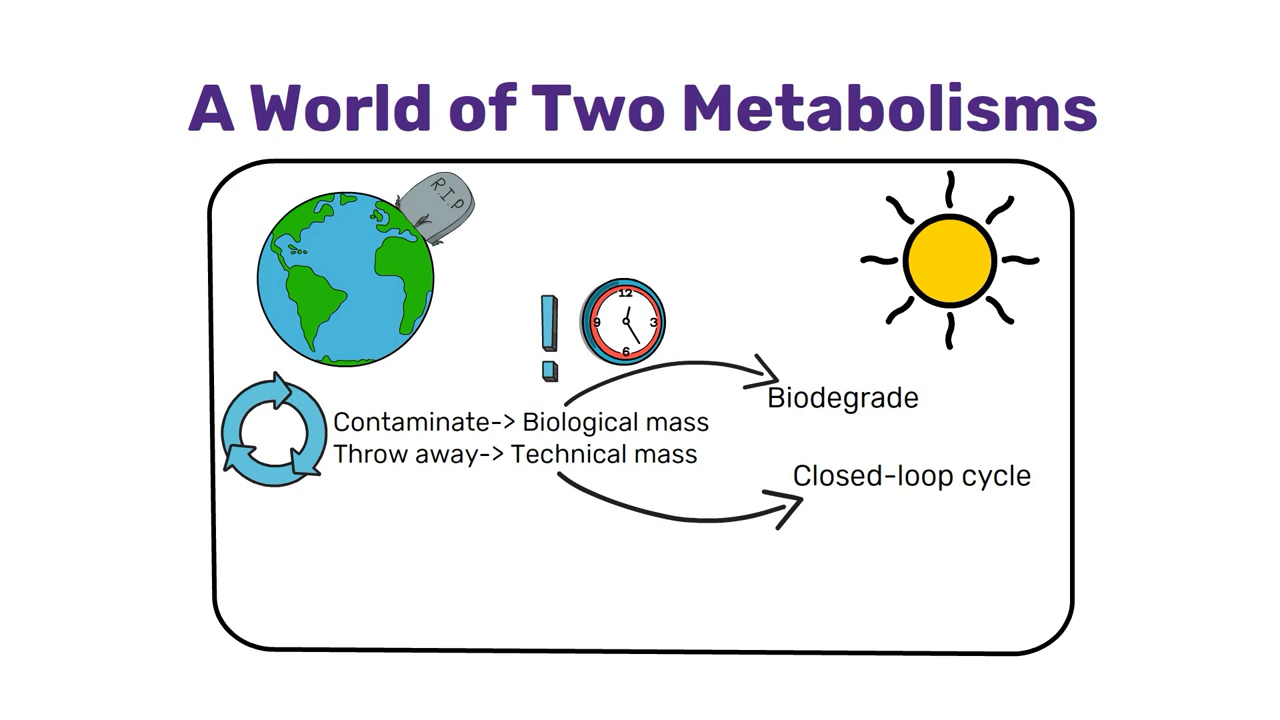 A World of Two Metabolisms
R.I.P
12
9
3
6
Contaminate-> Biological mass
Throw away-> Technical mass
Biodegrade
Closed-loop cycle